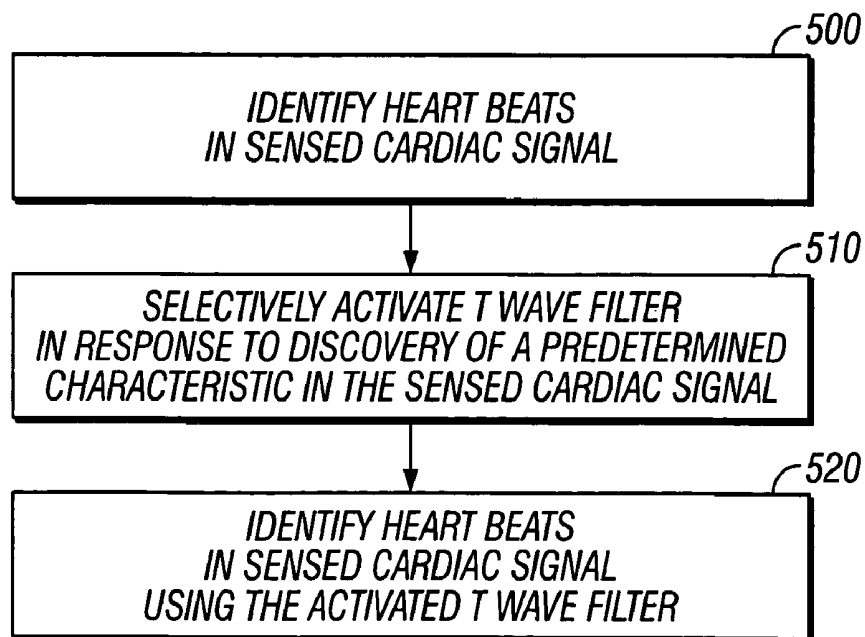 500
IDENTIFY HEART BEATS
IN SENSED CARDIAC SIGNAL
510
SELECTIVELY ACTIVATE T WAVE FILTER
IN RESPONSE TO DISCOVERY OF A PREDETERMINED
CHARACTERISTIC IN THE SENSED CARDIAC SIGNAL
520
IDENTIFY HEART BEATS
IN SENSED CARDIAC SIGNAL
USING THE ACTIVATED T WAVE FILTER